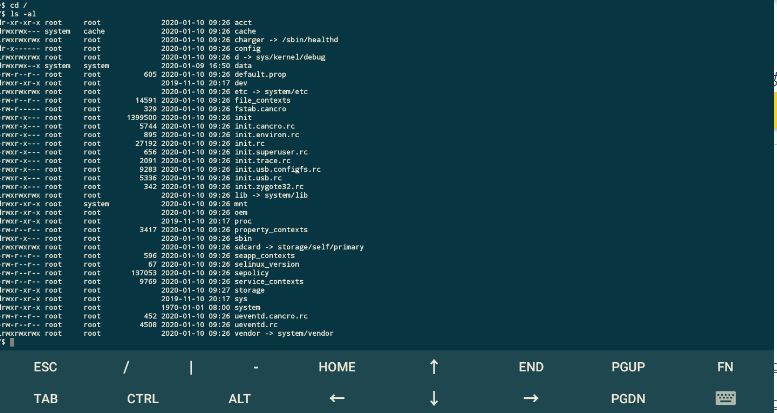 $ cd /
$ ls -al
dr-xr-xr-x root root 2020-01-10 09:26 acct
drwxrwx--- system cache 2020-01-10 09:26 cache
lrwxrwxrwx root root 2020-01-10 09:26 charger -> /sbin/healthd
dr-x------ root root 2020-01-10 09:26 config
lrwxrwxrwx root root 2020-01-10 09:26 d -> sys/kernel/debug
drwxrwx--x system system 2020-01-09 16:50 data
-rw-r--r-- root root 605 2020-01-10 09:26 default.prop
drwxr-xr-x root root 2019-11-10 20:17 dev
lrwxrwxrwx root root 2020-01-10 09:26 etc -> system/etc
-rw-r--r-- root root 14591 2020-01-10 09:26 file_contexts
-rw-r----- root root 329 2020-01-10 09:26 fstab.cancro
-rwxr-x--- root root 1399500 2020-01-10 09:26 init
-rwxr-x--- root root 5744 2020-01-10 09:26 init.cancro.rc
-rwxr-x--- root root 895 2020-01-10 09:26 init.environ.rc
-rwxr-x--- root root 27192 2020-01-10 09:26 init.rc
-rwxr-x--- root root 656 2020-01-10 09:26 init.superuser.rc
-rwxr-x--- root root 2091 2020-01-10 09:26 init.trace.rc
-rwxr-x--- root root 9283 2020-01-10 09:26 init.usb.configfs.rc
-rwxr-x--- root root 5336 2020-01-10 09:26 init.usb.rc
-rwxr-x--- root root 342 2020-01-10 09:26 init.zygote32.rc
lrwxrwxrwx root root 2020-01-10 09:26 lib -> system/lib
drwxr-xr-x root system 2020-01-10 09:26 mnt
drwxr-xr-x root root 2020-01-10 09:26 oem
dr-xr-xr-x root root 2019-11-10 20:17 proc
-rw-r--r-- root root 3417 2020-01-10 09:26 property_contexts
drwxr-x--- root root 2020-01-10 09:26 sbin
lrwxrwxrwx root root 2020-01-10 09:26 sdcard -> storage/self/primary
-rw-r--r-- root root 596 2020-01-10 09:26 seapp_contexts
-rw-r--r-- root root 67 2020-01-10 09:26 selinux_version
-rw-r--r-- root root 137053 2020-01-10 09:26 sepolicy
-rw-r--r-- root root 9769 2020-01-10 09:26 service_contexts
drwxr-xr-x root root 2020-01-10 09:27 storage
dr-xr-xr-x root root 2019-11-10 20:17 sys
drwxr-xr-x root root 1970-01-01 08:00 system
-rw-r--r-- root root 452 2020-01-10 09:26 ueventd.cancro.rc
-rw-r--r-- root root 4508 2020-01-10 09:26 ueventd.rc
lrwxrwxrwx root root 2020-01-10 09:26 vendor -> system/vendor
$
ESC / | - HOME ↑ END PGUP FN
TAB CTRL ALT ← ↓ → PGDN